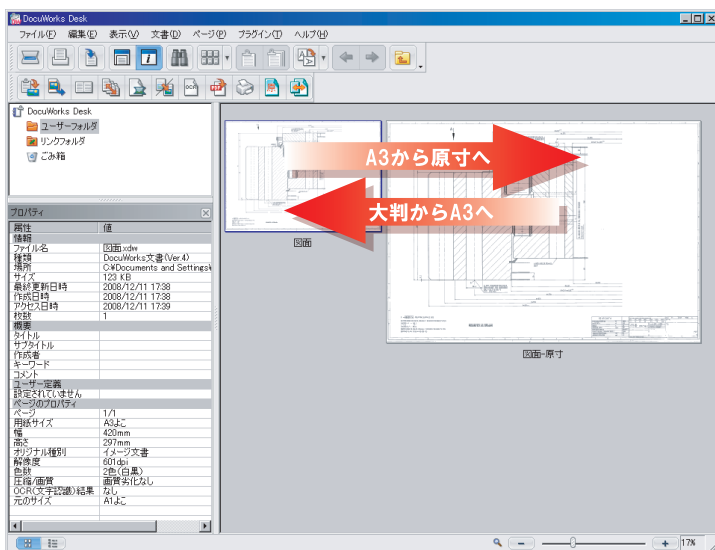 DocuWorks Desk
ファイル(F) 編集(E) 表示(V) 文書(D) ページ(P) プラグイン(T) ヘルプ(H)
OCR
DocuWorks Desk
ユーザーフォルダ
リンクフォルダ
ごみ箱
A3から原寸へ
大判からA3へ
図面
図面-原寸
プロパティ
属性 値
情報
ファイル名 図面.xdw
種類 DocuWorks文書(Ver.4)
場所 C:¥Documents and Settings¥
サイズ 123 KB
最終更新日時 2008/12/11 17:38
作成日時 2008/12/11 17:38
アクセス日時 2008/12/11 17:39
枚数 1
概要
タイトル
サブタイトル
作成者
キーワード
コメント
ユーザー定義
設定されていません
ページのプロパティ
ページ 1/1
用紙サイズ A3よこ
幅 420mm
高さ 297mm
オリジナル種別 イメージ文書
解像度 601dpi
色数 2色(白黒)
圧縮/画質 画質劣化なし
OCR(文字認識)結果 なし
元のサイズ A1よこ
17%